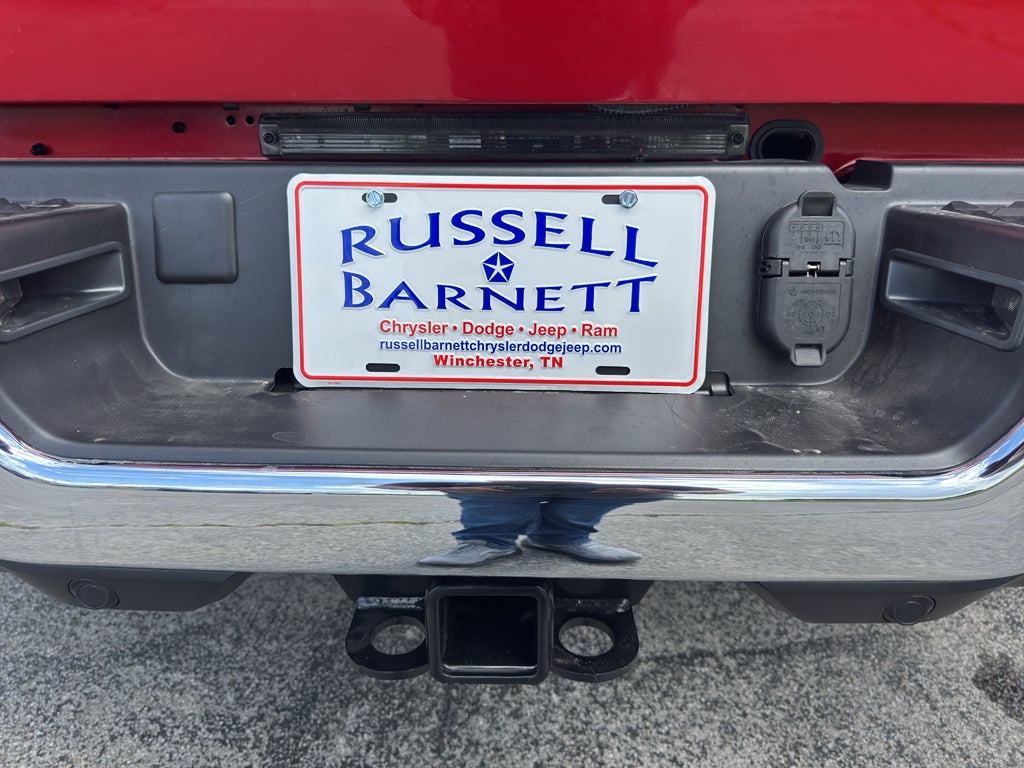 RUSSELL
BARNETT
Chrysler • Dodge • Jeep • Ram
russellbarnettchryslerdodgejeep.com
Winchester, TN